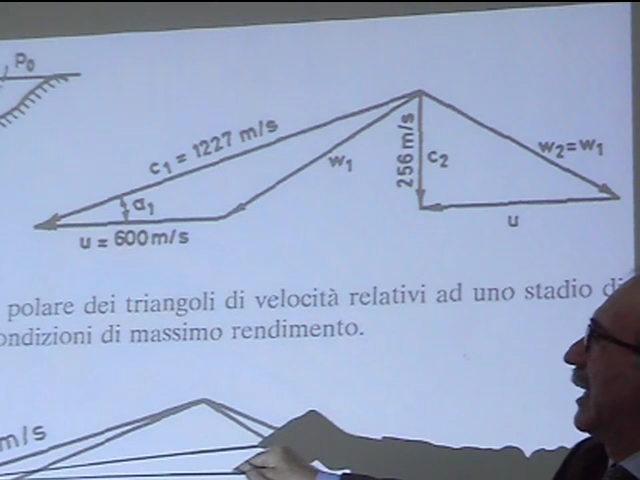 P₀
c₁ = 1227 m/s
α₁
w₁
256 m/s
c₂
w₂=w₁
u = 600 m/s
u
polare dei triangoli di velocità relativi ad uno stadio di
ondizioni di massimo rendimento.
m/s